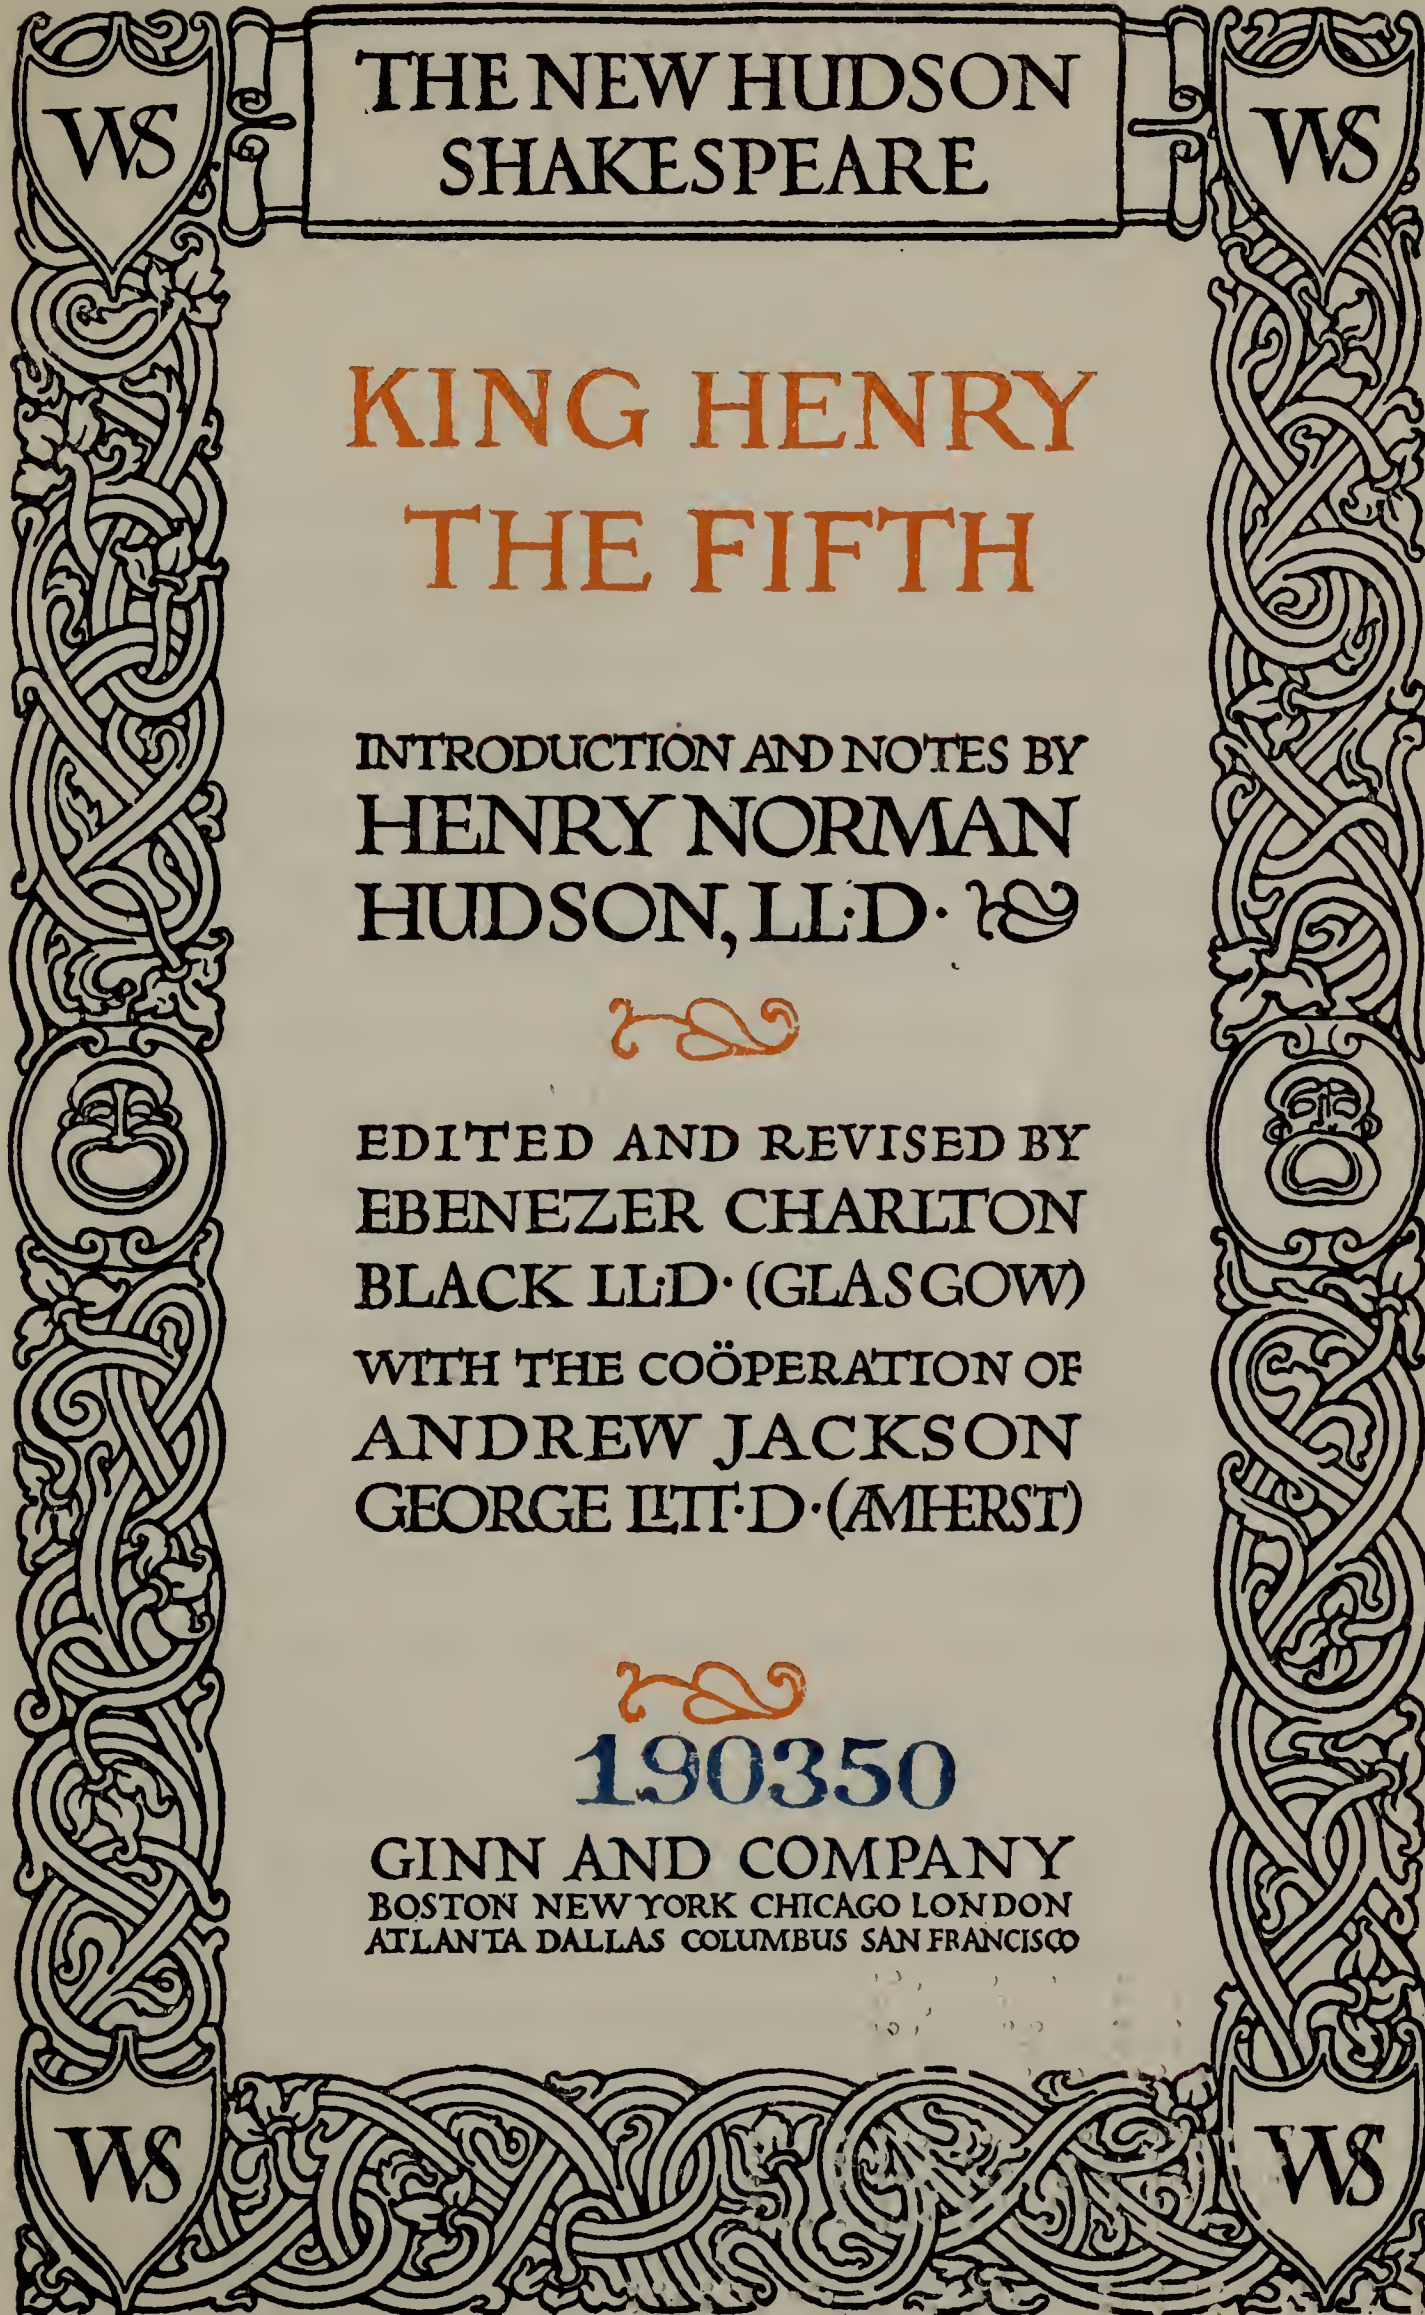 WS
THE NEW HUDSON
SHAKESPEARE
WS
KING HENRY
THE FIFTH
INTRODUCTION AND NOTES BY
HENRY NORMAN
HUDSON, LL·D·
EDITED AND REVISED BY
EBENEZER CHARLTON
BLACK LL·D· (GLASGOW)
WITH THE COÖPERATION OF
ANDREW JACKSON
GEORGE LITT·D·(AMHERST)
190350
GINN AND COMPANY
BOSTON NEW YORK CHICAGO LONDON
ATLANTA DALLAS COLUMBUS SAN FRANCISCO
WS
WS